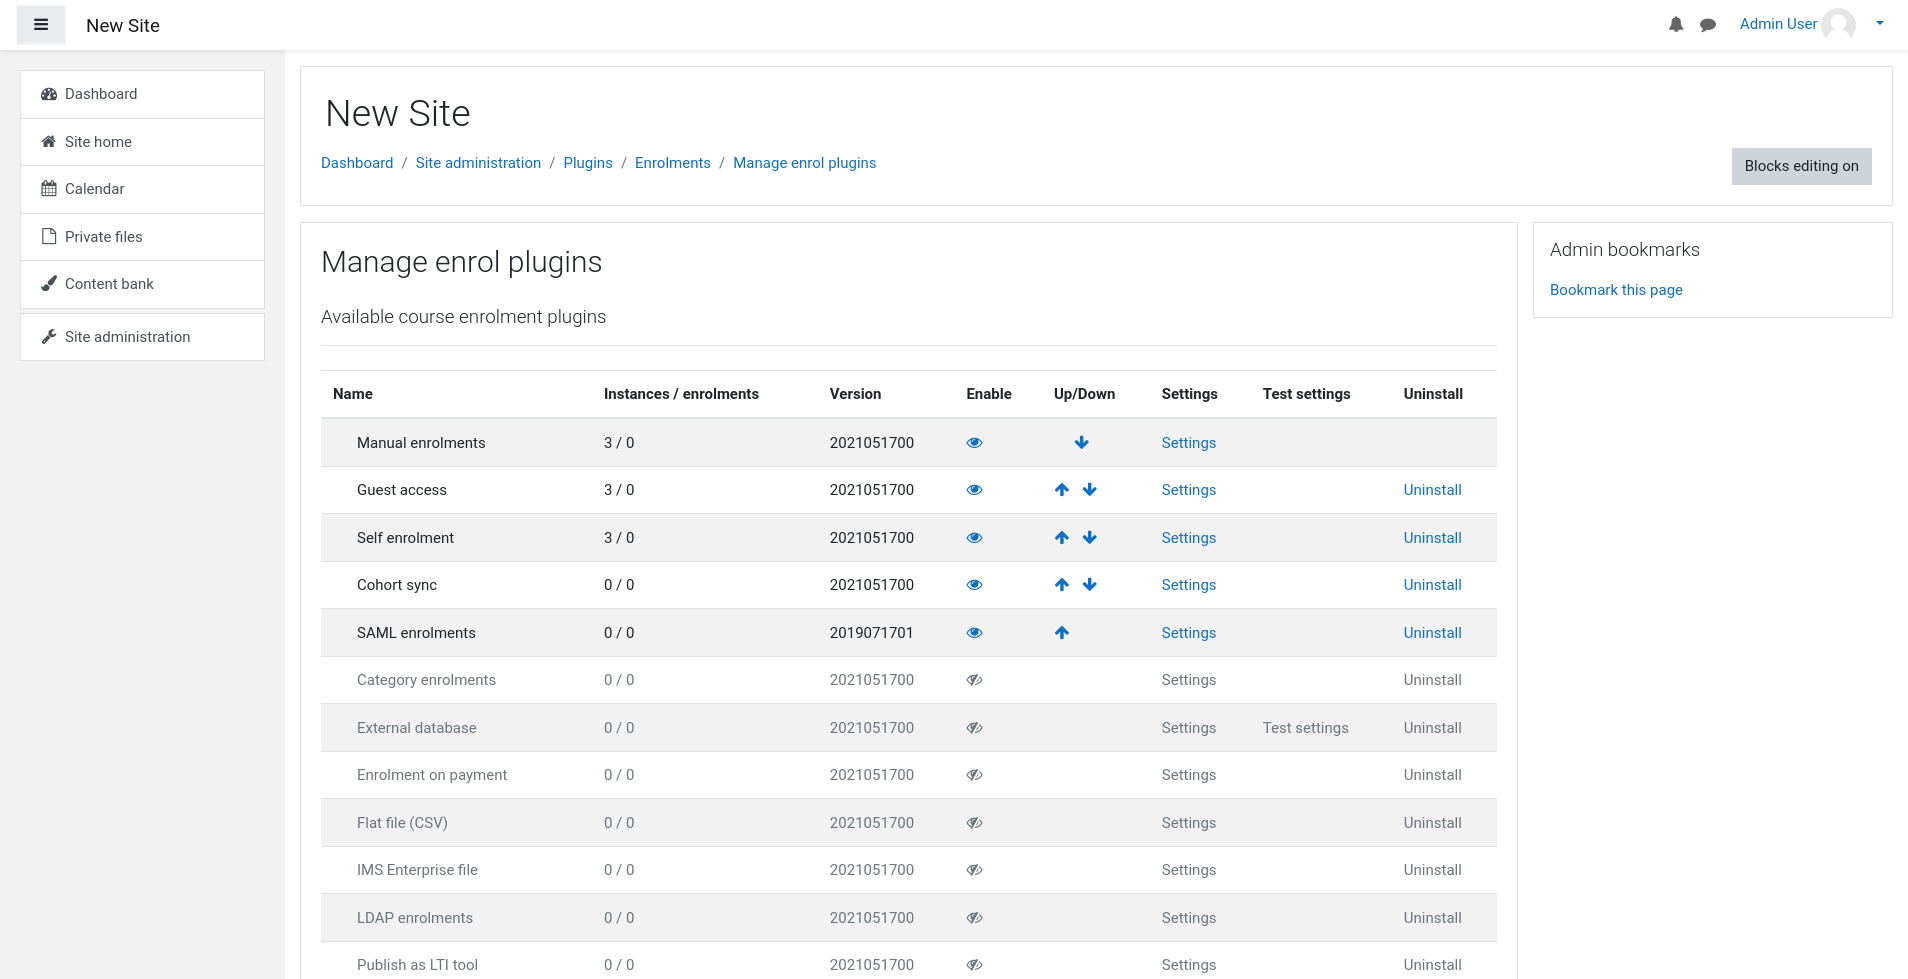 New Site
Admin User
Dashboard
Site home
Calendar
Private files
Content bank
Site administration
New Site
Dashboard / Site administration / Plugins / Enrolments / Manage enrol plugins
Blocks editing on
Manage enrol plugins
Available course enrolment plugins
Name Instances / enrolments Version Enable Up/Down Settings Test settings Uninstall
Manual enrolments 3 / 0 2021051700 Settings
Guest access 3 / 0 2021051700 Settings Uninstall
Self enrolment 3 / 0 2021051700 Settings Uninstall
Cohort sync 0 / 0 2021051700 Settings Uninstall
SAML enrolments 0 / 0 2019071701 Settings Uninstall
Category enrolments 0 / 0 2021051700 Settings Uninstall
External database 0 / 0 2021051700 Settings Test settings Uninstall
Enrolment on payment 0 / 0 2021051700 Settings Uninstall
Flat file (CSV) 0 / 0 2021051700 Settings Uninstall
IMS Enterprise file 0 / 0 2021051700 Settings Uninstall
LDAP enrolments 0 / 0 2021051700 Settings Uninstall
Publish as LTI tool 0 / 0 2021051700 Settings Uninstall
Admin bookmarks
Bookmark this page